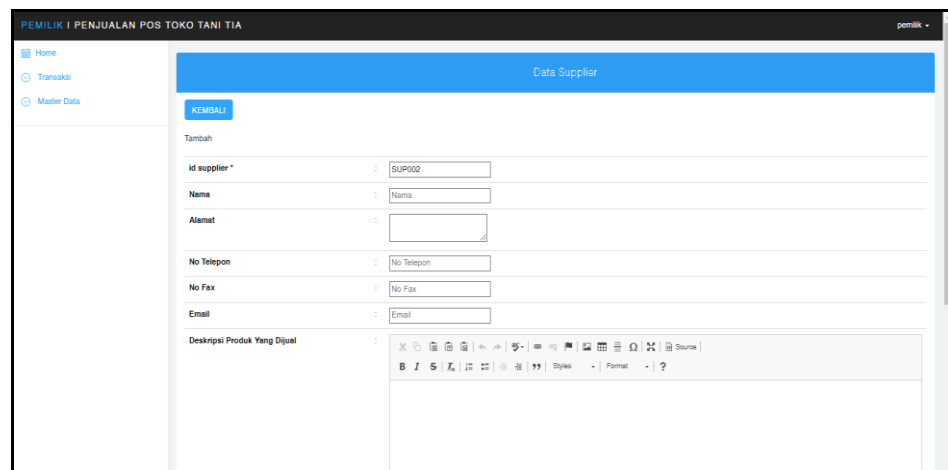 PEMILIK I PENJUALAN POS TOKO TANI TIA
pemilik
Home
Transaksi
Master Data
Data Supplier
KEMBALI
Tambah
id supplier * : SUP002
Nama : Nama
Alamat :
No Telepon : No Telepon
No Fax : No Fax
Email : Email
Deskripsi Produk Yang Dijual :
Source
B I S Styles Format ?